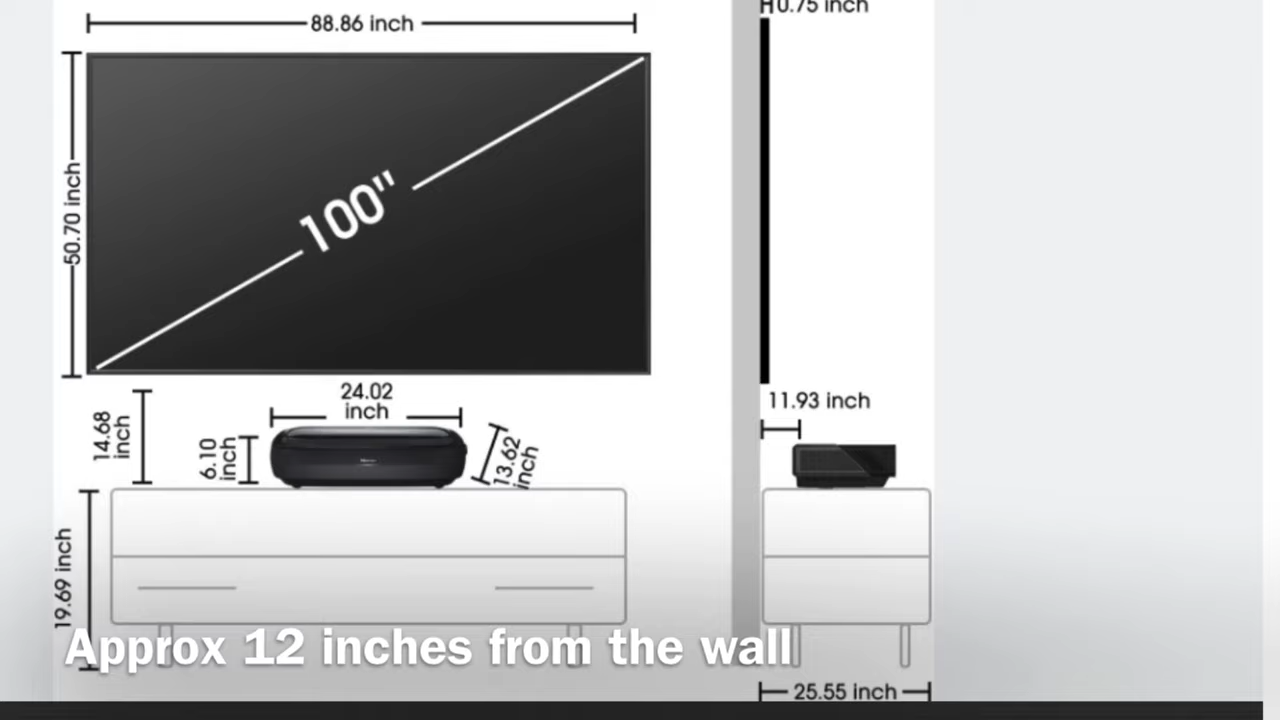 88.86 inch
0.75 inch
50.70 inch
100"
24.02
inch
11.93 inch
14.68
inch
6.10
inch
13.62
inch
19.69 inch
Approx 12 inches from the wall
25.55 inch